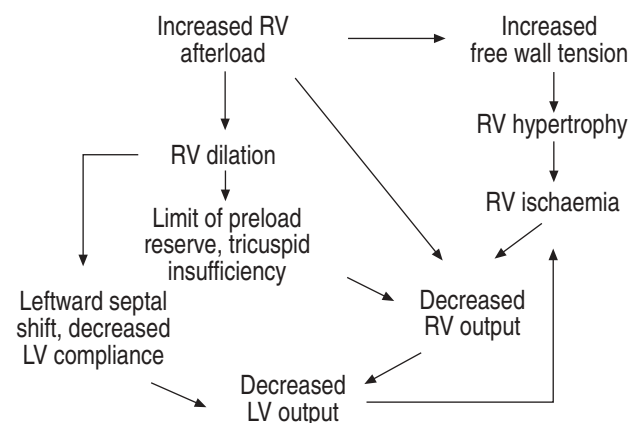 Increased RV
afterload
Increased
free wall tension
RV hypertrophy
RV dilation
RV ischaemia
Limit of preload
reserve, tricuspid
insufficiency
Leftward septal
shift, decreased
LV compliance
Decreased
RV output
Decreased
LV output